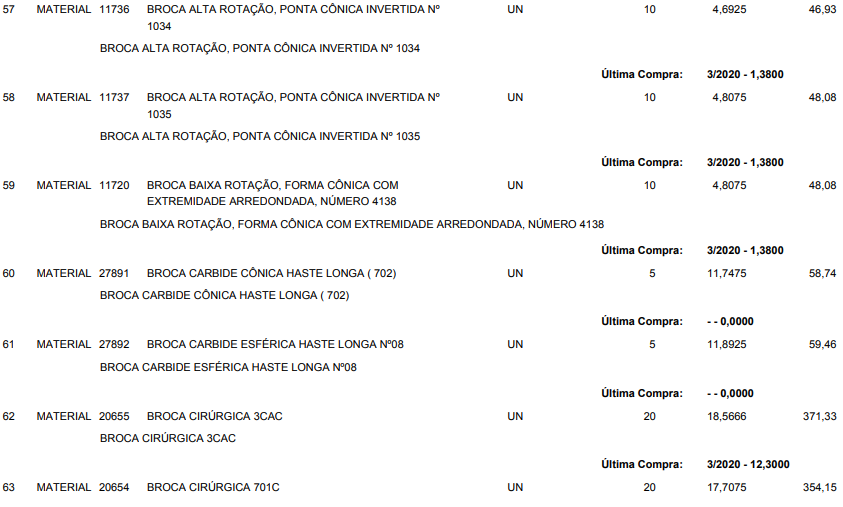 57 MATERIAL 11736 BROCA ALTA ROTAÇÃO, PONTA CÔNICA INVERTIDA Nº UN 10 4,6925 46,93
1034
BROCA ALTA ROTAÇÃO, PONTA CÔNICA INVERTIDA Nº 1034
Última Compra: 3/2020 - 1,3800
58 MATERIAL 11737 BROCA ALTA ROTAÇÃO, PONTA CÔNICA INVERTIDA Nº UN 10 4,8075 48,08
1035
BROCA ALTA ROTAÇÃO, PONTA CÔNICA INVERTIDA Nº 1035
Última Compra: 3/2020 - 1,3800
59 MATERIAL 11720 BROCA BAIXA ROTAÇÃO, FORMA CÔNICA COM UN 10 4,8075 48,08
EXTREMIDADE ARREDONDADA, NÚMERO 4138
BROCA BAIXA ROTAÇÃO, FORMA CÔNICA COM EXTREMIDADE ARREDONDADA, NÚMERO 4138
Última Compra: 3/2020 - 1,3800
60 MATERIAL 27891 BROCA CARBIDE CÔNICA HASTE LONGA ( 702) UN 5 11,7475 58,74
BROCA CARBIDE CÔNICA HASTE LONGA ( 702)
Última Compra: - - 0,0000
61 MATERIAL 27892 BROCA CARBIDE ESFÉRICA HASTE LONGA Nº08 UN 5 11,8925 59,46
BROCA CARBIDE ESFÉRICA HASTE LONGA Nº08
Última Compra: - - 0,0000
62 MATERIAL 20655 BROCA CIRÚRGICA 3CAC UN 20 18,5666 371,33
BROCA CIRÚRGICA 3CAC
Última Compra: 3/2020 - 12,3000
63 MATERIAL 20654 BROCA CIRÚRGICA 701C UN 20 17,7075 354,15